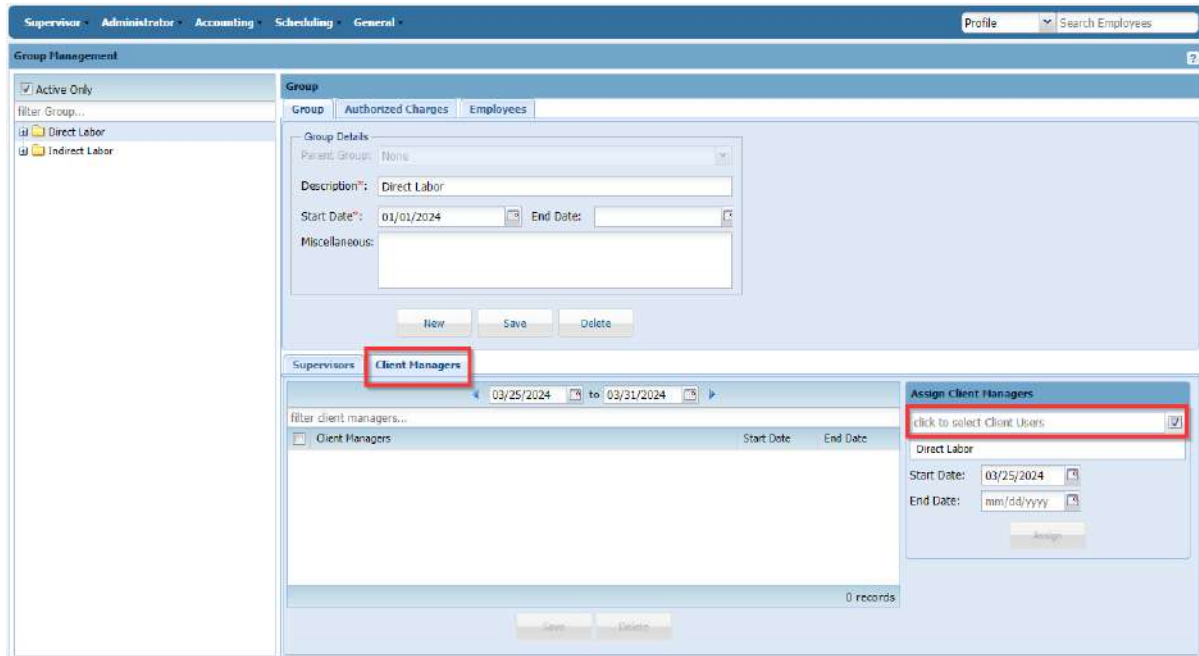 Supervisor Administrator Accounting Scheduling General Profile Search Employees
Group Management ?
Active Only
filter Group...
Direct Labor
Indirect Labor
Group
Group Authorized Charges Employees
Group Details
Parent Group: None
Description*: Direct Labor
Start Date*: 01/01/2024 End Date:
Miscellaneous:
New Save Delete
Supervisors Client Managers
03/25/2024 to 03/31/2024
filter client managers...
Client Managers Start Date End Date
0 records
Save Delete
Assign Client Managers
click to select Client Users
Direct Labor
Start Date: 03/25/2024
End Date: mm/dd/yyyy
Assign